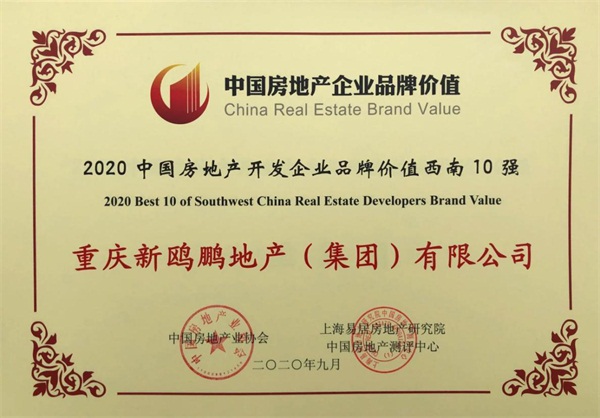 中国房地产企业品牌价值
China Real Estate Brand Value
2020中国房地产开发企业品牌价值西南10强
2020 Best 10 of Southwest China Real Estate Developers Brand Value
重庆新鸥鹏地产（集团）有限公司
中国房地产业协会
上海易居房地产研究院
中国房地产测评中心
二〇二〇年九月